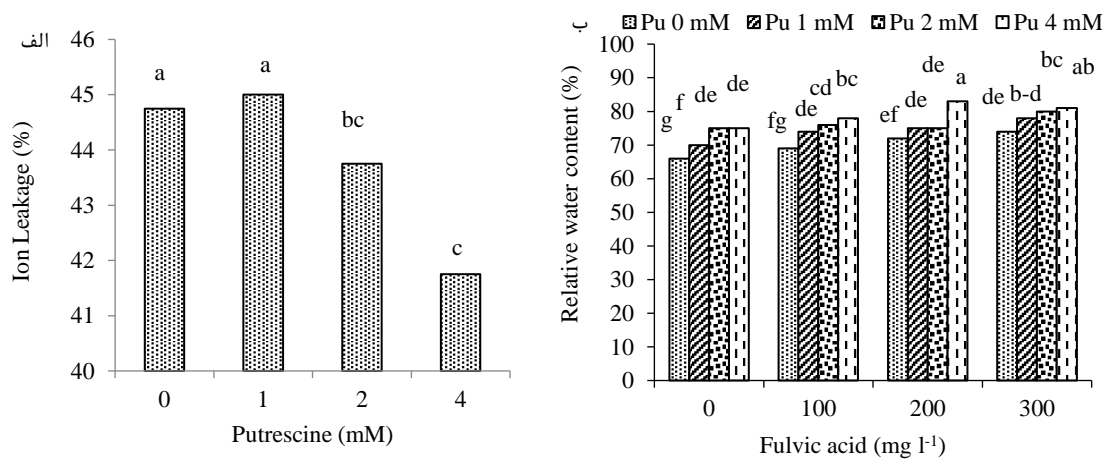 الف
46
45
44
43
42
41
40
a
a
bc
c
0 1 2 4
Ion Leakage (%)
Putrescine (mM)
ب
Pu 0 mM Pu 1 mM Pu 2 mM Pu 4 mM
100
90
80
70
60
50
40
30
20
10
0
g f de de
fg de cd bc
ef de de a
de b-d bc ab
0 100 200 300
Relative water content (%)
Fulvic acid (mg l⁻¹)